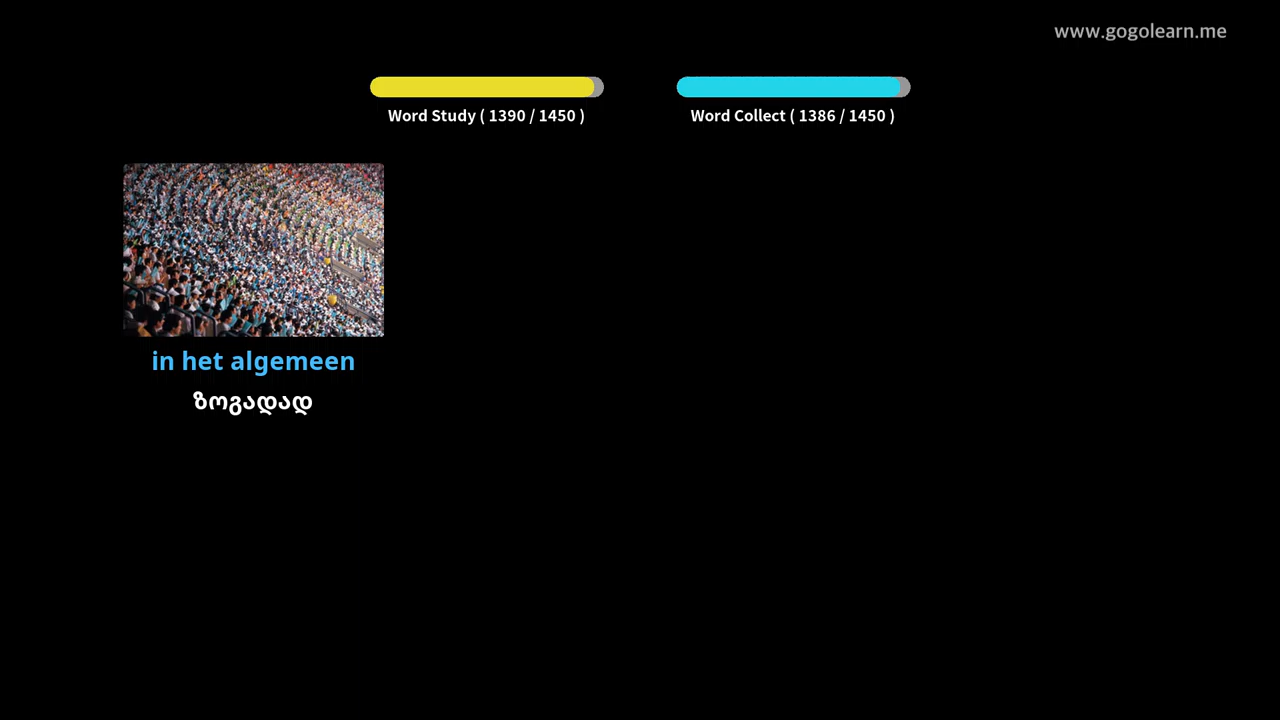 www.gogolearn.me
Word Study ( 1390 / 1450 )
Word Collect ( 1386 / 1450 )
in het algemeen
ზოგადად